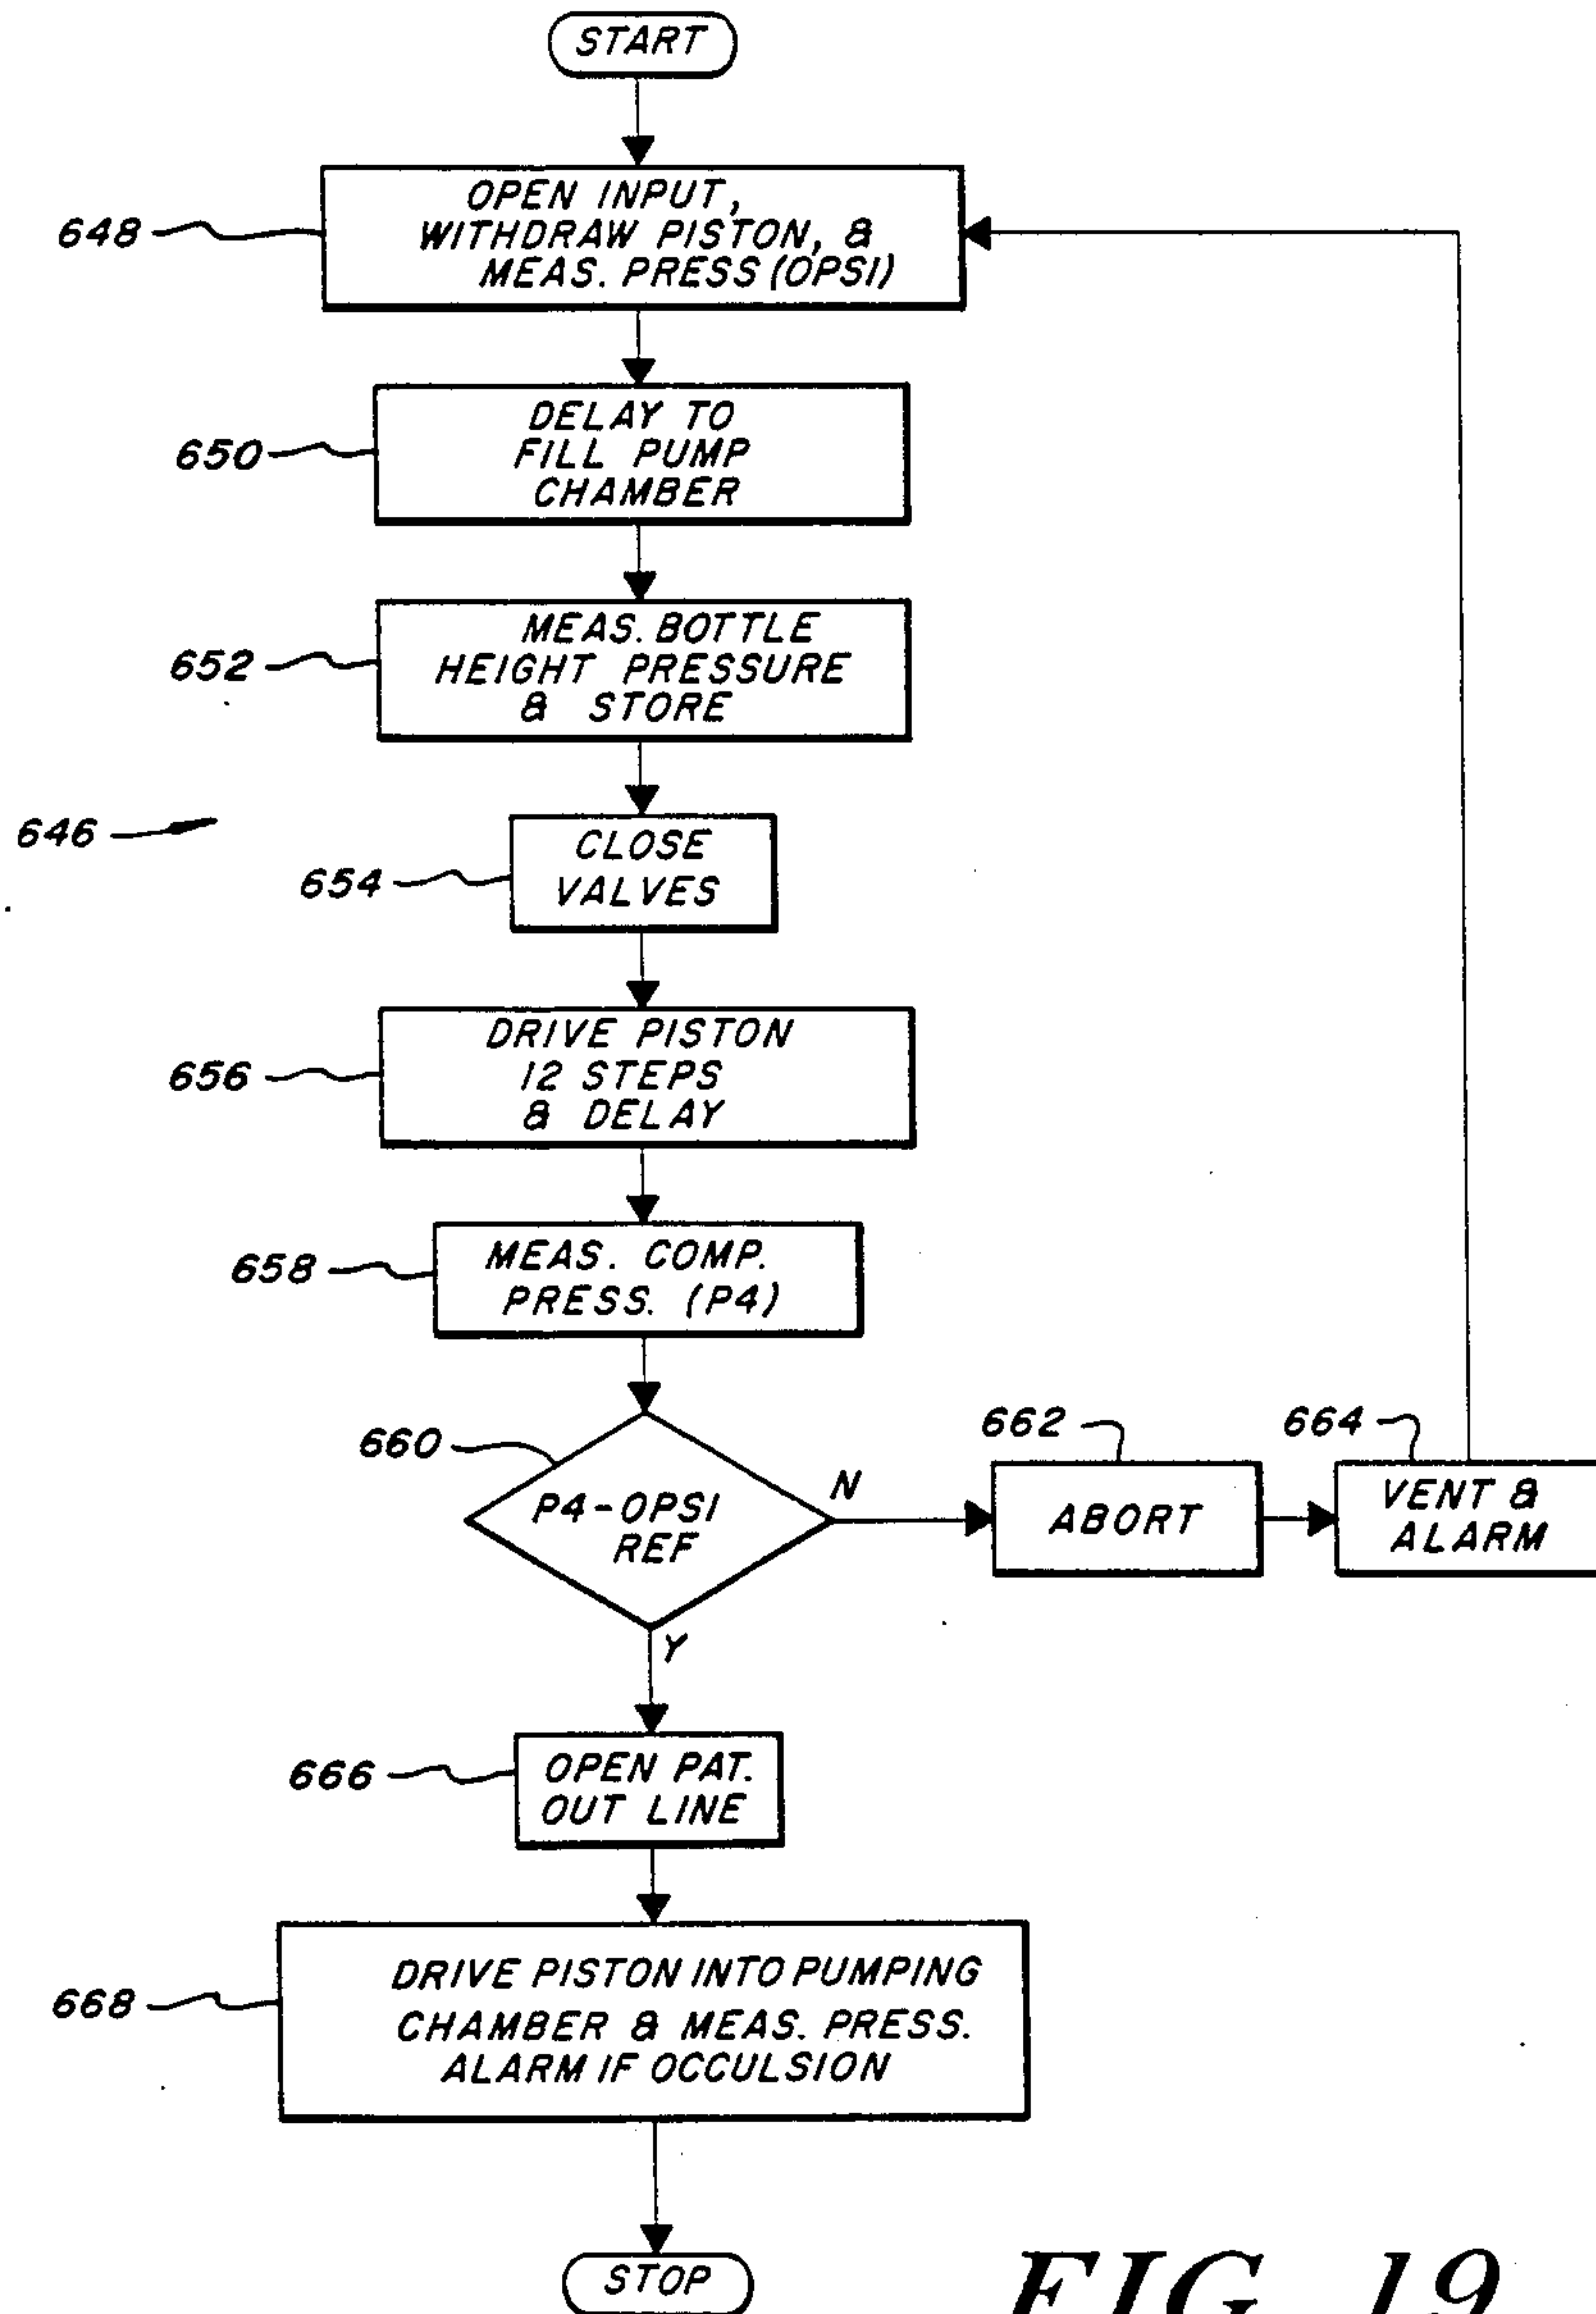 START
648
OPEN INPUT,
WITHDRAW PISTON, &
MEAS. PRESS (OPSI)
650
DELAY TO
FILL PUMP
CHAMBER
652
MEAS. BOTTLE
HEIGHT PRESSURE
& STORE
646
654
CLOSE
VALVES
656
DRIVE PISTON
12 STEPS
& DELAY
658
MEAS. COMP.
PRESS. (P4)
660
P4-OPSI
REF
N
662
ABORT
664
VENT &
ALARM
Y
666
OPEN PAT.
OUT LINE
668
DRIVE PISTON INTO PUMPING
CHAMBER & MEAS. PRESS.
ALARM IF OCCULSION
STOP
FIG. 19